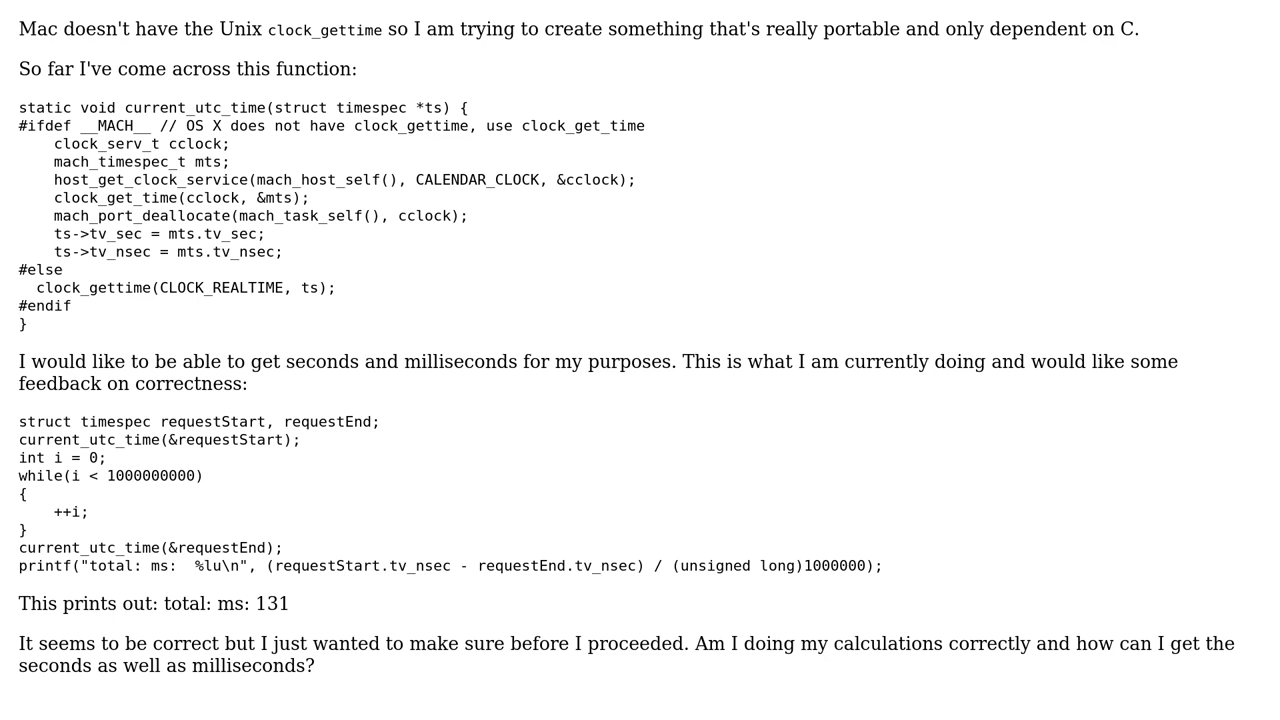 Mac doesn't have the Unix clock_gettime so I am trying to create something that's really portable and only dependent on C.
So far I've come across this function:
static void current_utc_time(struct timespec *ts) {
#ifdef __MACH__ // OS X does not have clock_gettime, use clock_get_time
    clock_serv_t cclock;
    mach_timespec_t mts;
    host_get_clock_service(mach_host_self(), CALENDAR_CLOCK, &cclock);
    clock_get_time(cclock, &mts);
    mach_port_deallocate(mach_task_self(), cclock);
    ts->tv_sec = mts.tv_sec;
    ts->tv_nsec = mts.tv_nsec;
#else
  clock_gettime(CLOCK_REALTIME, ts);
#endif
}
I would like to be able to get seconds and milliseconds for my purposes. This is what I am currently doing and would like some
feedback on correctness:
struct timespec requestStart, requestEnd;
current_utc_time(&requestStart);
int i = 0;
while(i < 1000000000)
{
    ++i;
}
current_utc_time(&requestEnd);
printf("total: ms:  %lu\n", (requestStart.tv_nsec - requestEnd.tv_nsec) / (unsigned long)1000000);
This prints out: total: ms: 131
It seems to be correct but I just wanted to make sure before I proceeded. Am I doing my calculations correctly and how can I get the
seconds as well as milliseconds?